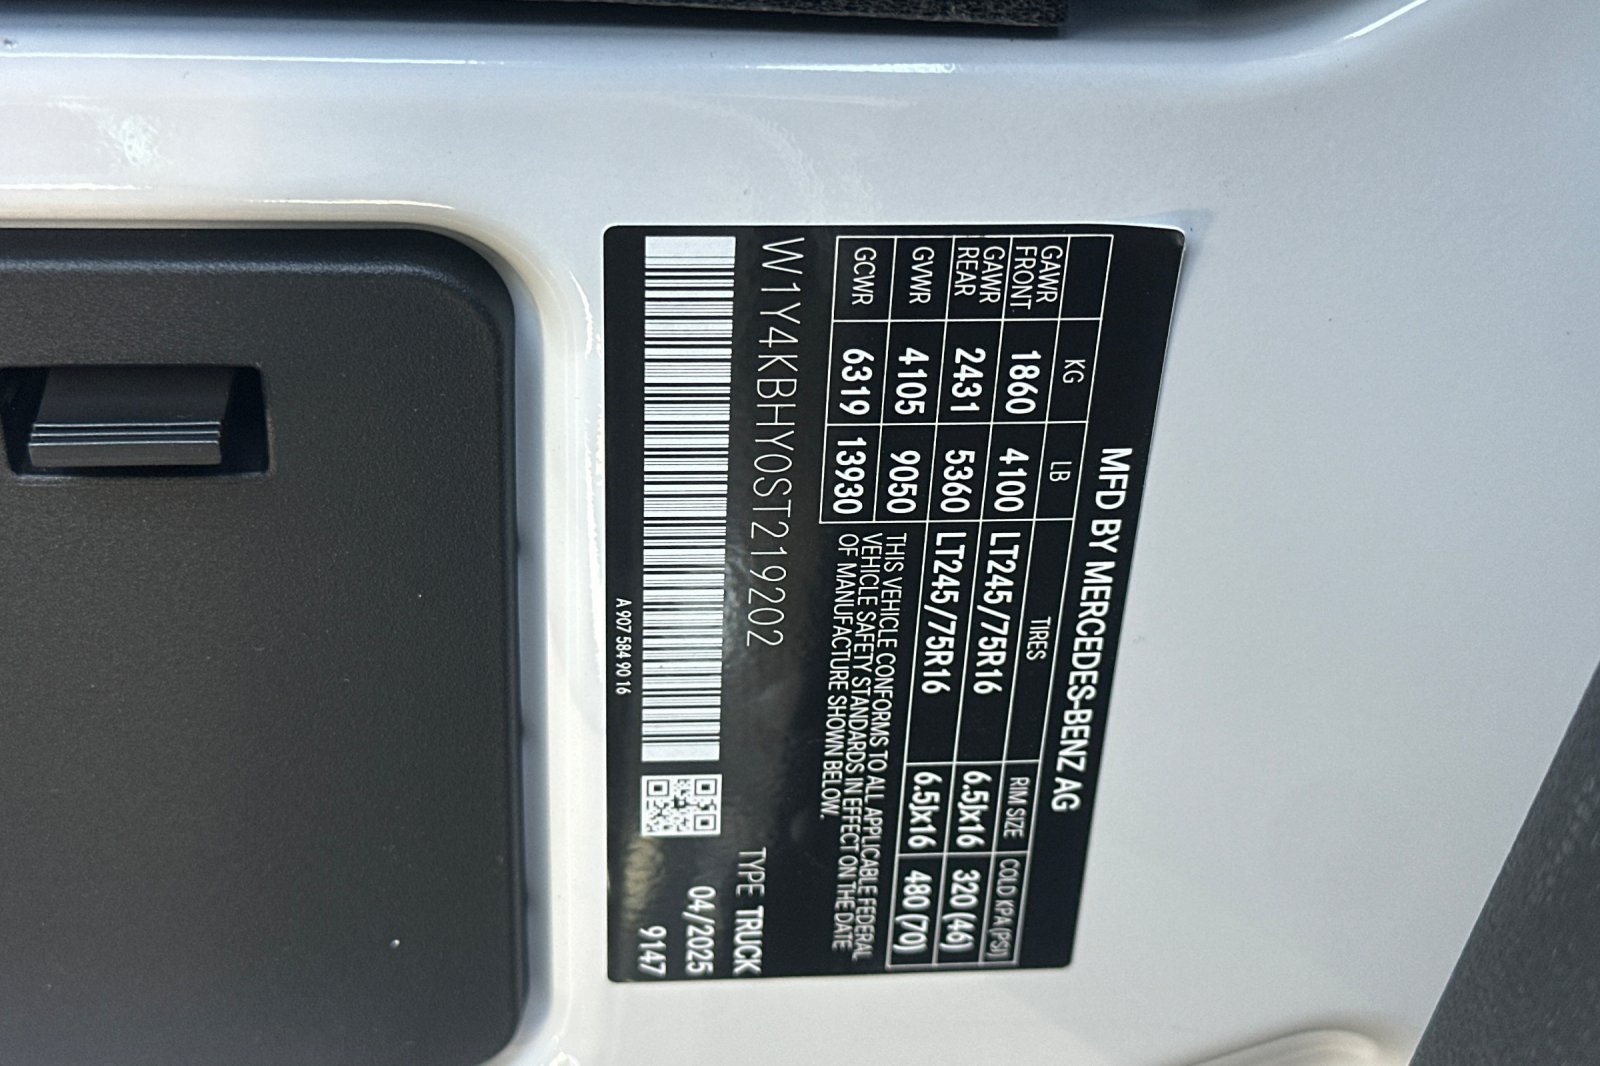 MFD BY MERCEDES-BENZ AG
KG LB TIRES RIM SIZE COLD KPA (PSI)
GAWR FRONT 1860 4100 LT245/75R16 6.5Jx16 320 (46)
GAWR REAR 2431 5360 LT245/75R16 6.5Jx16 480 (70)
GVWR 4105 9050
GCWR 6319 13930
THIS VEHICLE CONFORMS TO ALL APPLICABLE FEDERAL
VEHICLE SAFETY STANDARDS IN EFFECT ON THE DATE
OF MANUFACTURE SHOWN BELOW.
W1Y4KBHY0ST219202
TYPE TRUCK
04/2025
9147
A 907 584 90 16